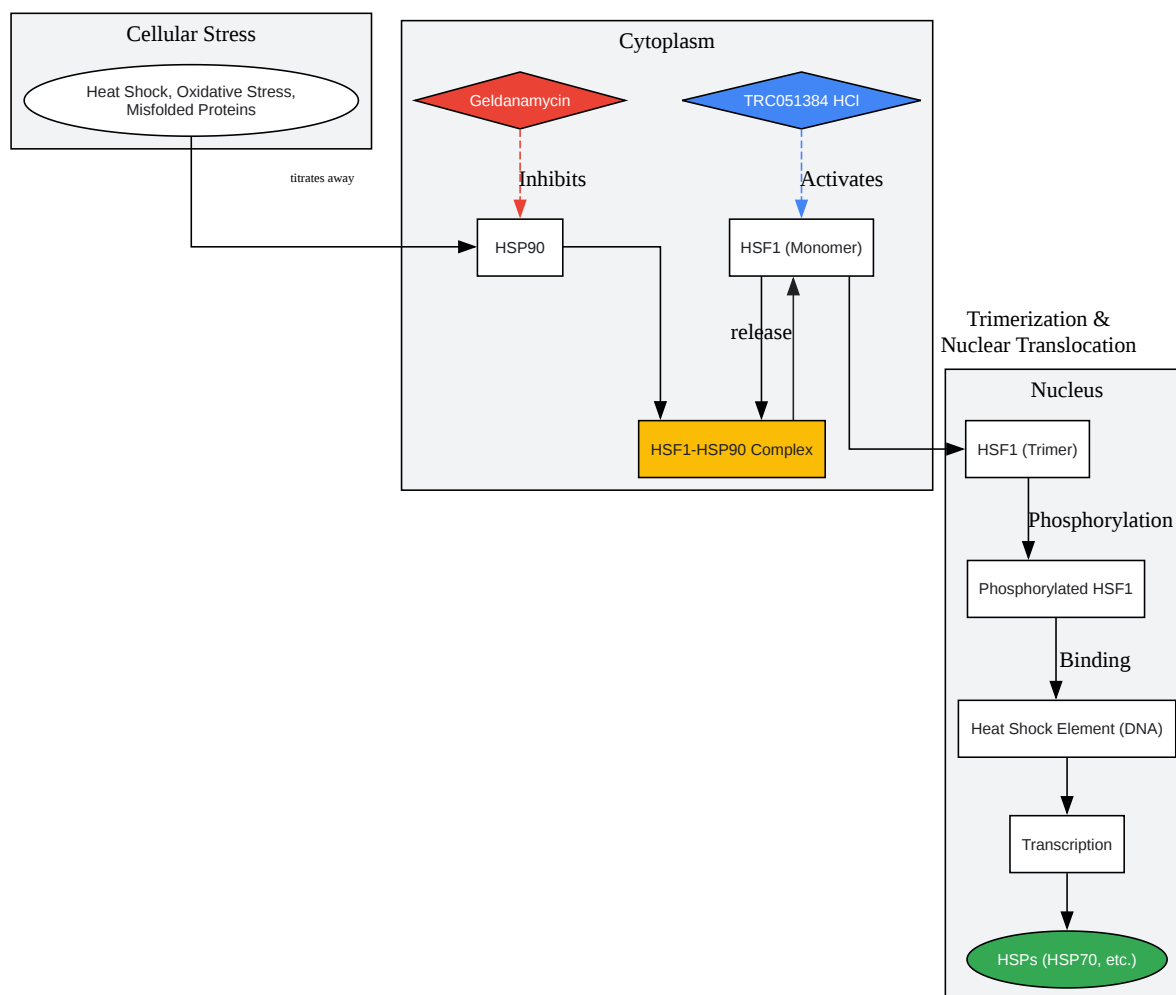 Cellular Stress
Heat Shock, Oxidative Stress,
Misfolded Proteins
titrates away
Cytoplasm
Geldanamycin
TRC051384 HCl
Inhibits
Activates
HSP90
HSF1 (Monomer)
release
HSF1-HSP90 Complex
Trimerization &
Nuclear Translocation
Nucleus
HSF1 (Trimer)
Phosphorylation
Phosphorylated HSF1
Binding
Heat Shock Element (DNA)
Transcription
HSPs (HSP70, etc.)